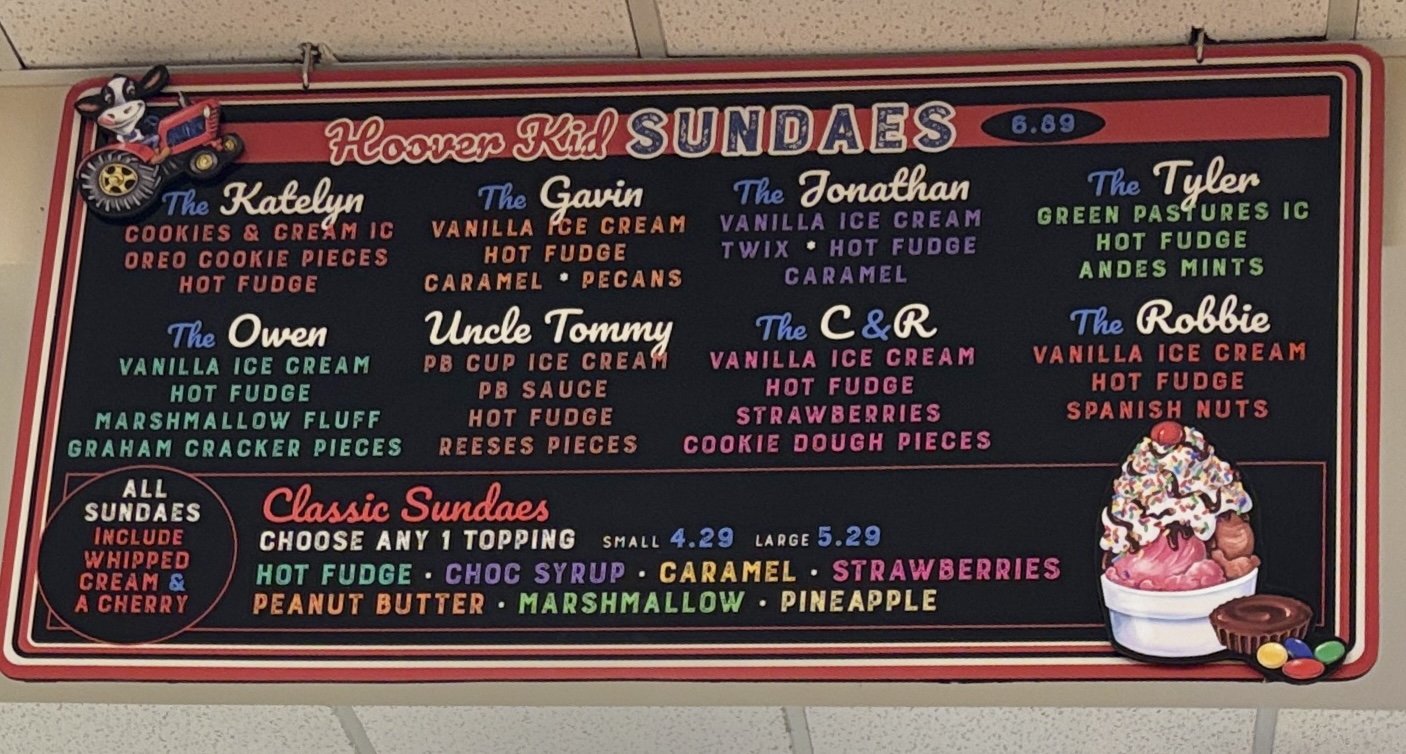 Hoover Kid SUNDAES 6.89
The Katelyn
COOKIES & CREAM IC
OREO COOKIE PIECES
HOT FUDGE
The Gavin
VANILLA ICE CREAM
HOT FUDGE
CARAMEL * PECANS
The Jonathan
VANILLA ICE CREAM
TWIX * HOT FUDGE
CARAMEL
The Tyler
GREEN PASTURES IC
HOT FUDGE
ANDES MINTS
The Owen
VANILLA ICE CREAM
HOT FUDGE
MARSHMALLOW FLUFF
GRAHAM CRACKER PIECES
Uncle Tommy
PB CUP ICE CREAM
PB SAUCE
HOT FUDGE
REESES PIECES
The C & R
VANILLA ICE CREAM
HOT FUDGE
STRAWBERRIES
COOKIE DOUGH PIECES
The Robbie
VANILLA ICE CREAM
HOT FUDGE
SPANISH NUTS
ALL
SUNDAES
INCLUDE
WHIPPED
CREAM &
A CHERRY
Classic Sundaes
CHOOSE ANY 1 TOPPING SMALL 4.29 LARGE 5.29
HOT FUDGE · CHOC SYRUP · CARAMEL · STRAWBERRIES
PEANUT BUTTER · MARSHMALLOW · PINEAPPLE